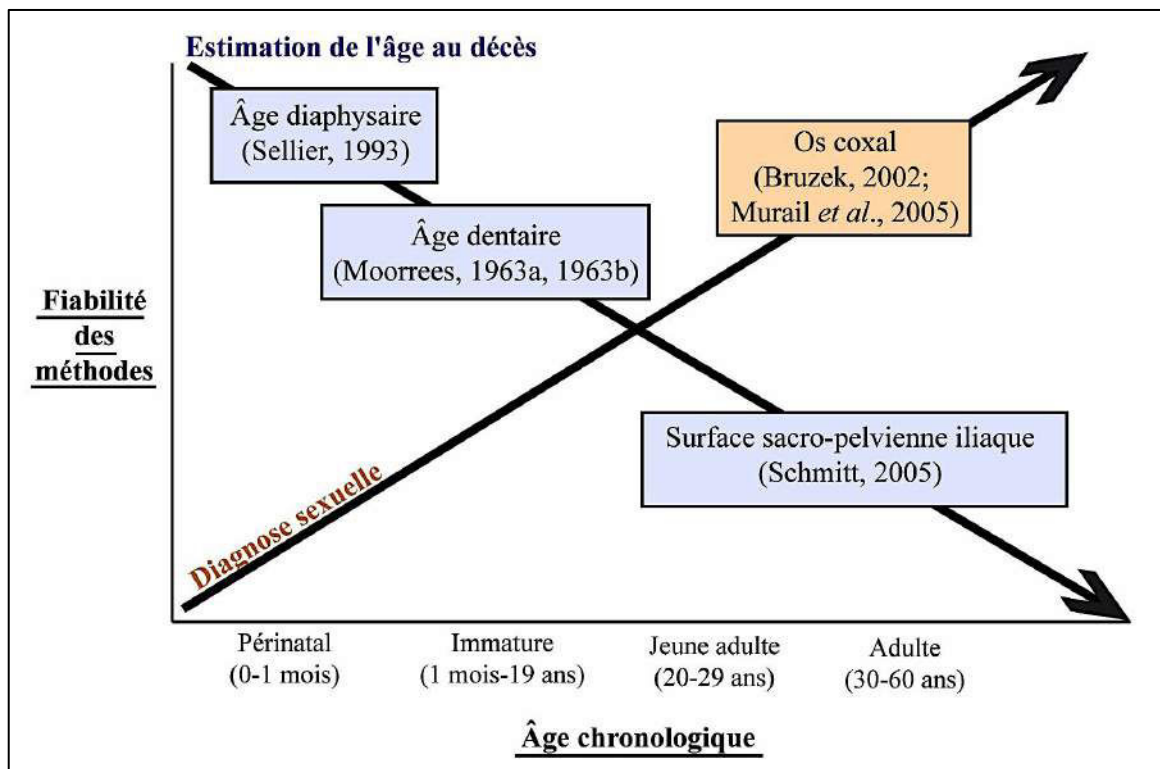 Estimation de l'âge au décès
Âge diaphysaire
(Sellier, 1993)
Os coxal
(Bruzek, 2002;
Murail et al., 2005)
Âge dentaire
(Moorrees, 1963a, 1963b)
Fiabilité
des
méthodes
Surface sacro-pelvienne iliaque
(Schmitt, 2005)
Diagnose sexuelle
Périnatal
(0-1 mois)
Immature
(1 mois-19 ans)
Jeune adulte
(20-29 ans)
Adulte
(30-60 ans)
Âge chronologique